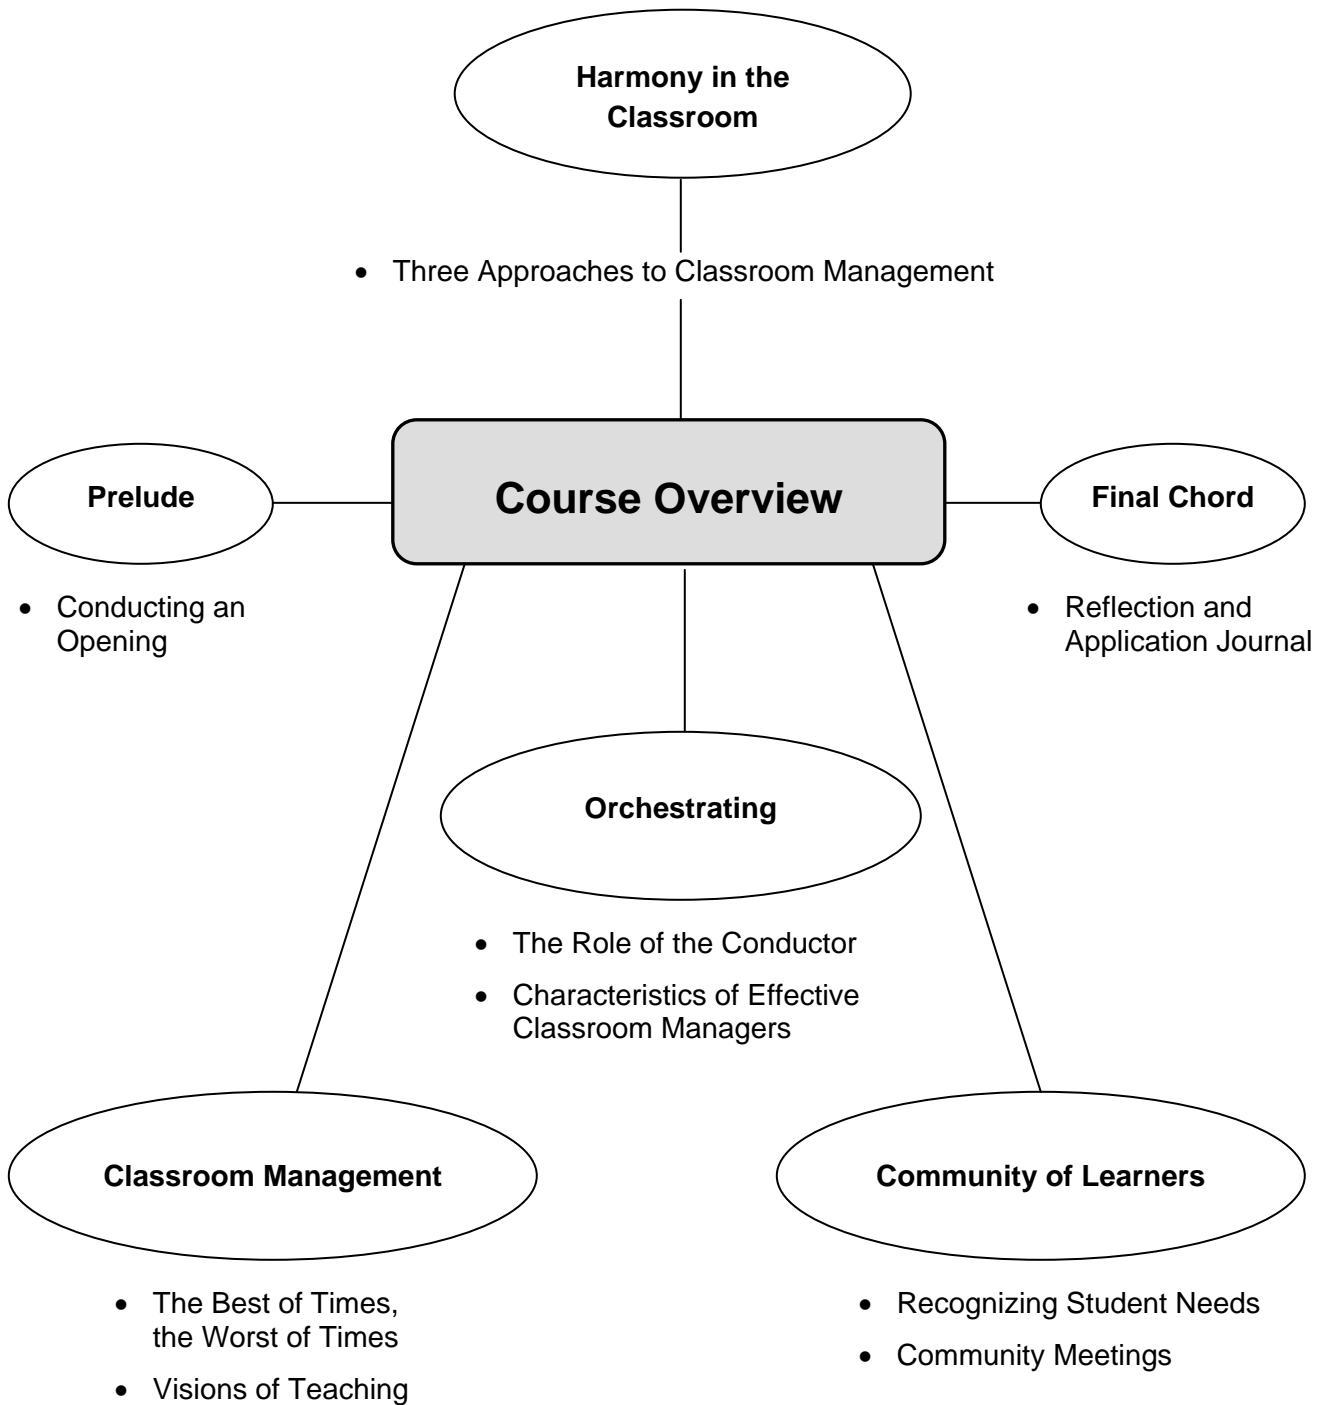 Harmony in the
Classroom
• Three Approaches to Classroom Management
Prelude
Course Overview
Final Chord
• Conducting an
Opening
• Reflection and
Application Journal
Orchestrating
• The Role of the Conductor
• Characteristics of Effective
Classroom Managers
Classroom Management
Community of Learners
• The Best of Times,
the Worst of Times
• Visions of Teaching
• Recognizing Student Needs
• Community Meetings